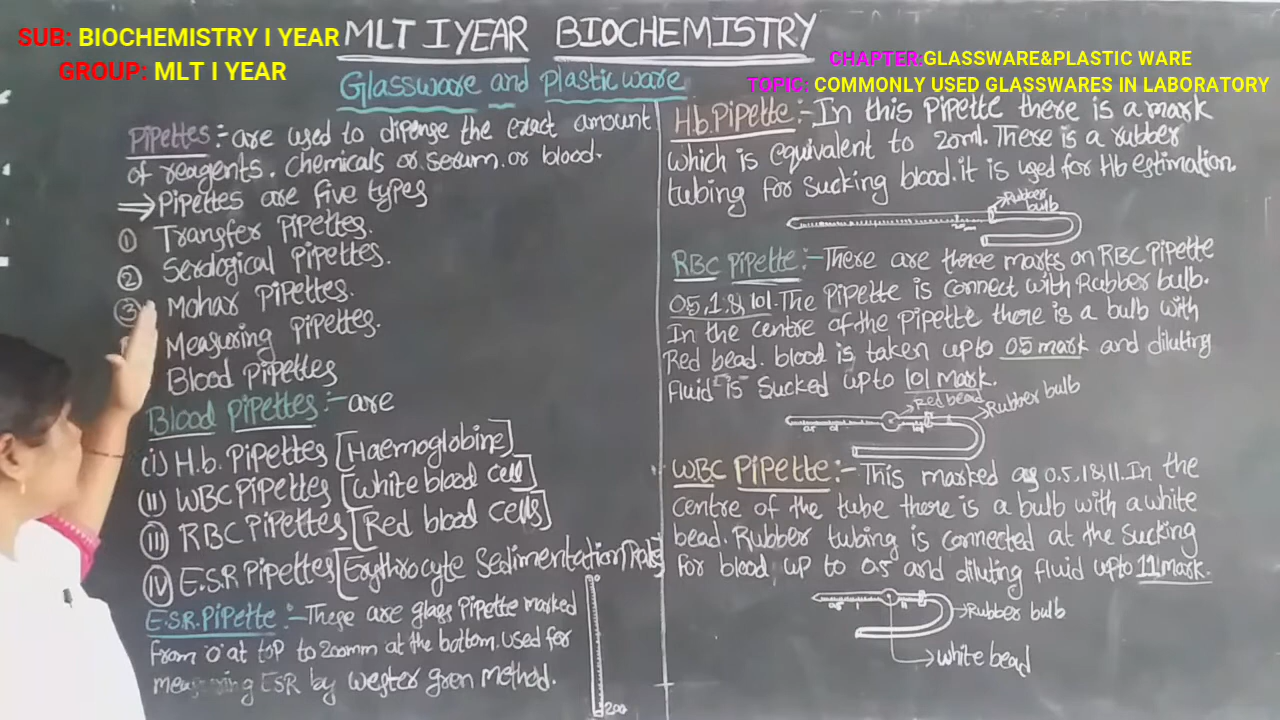 SUB: BIOCHEMISTRY I YEAR
GROUP: MLT I YEAR
MLT I YEAR BIOCHEMISTRY
CHAPTER:GLASSWARE&PLASTIC WARE
TOPIC: COMMONLY USED GLASSWARES IN LABORATORY
Glassware and plastic ware
Pipettes:- are used to dipenge the exact amount
of reagents. chemicals or serum. or blood.
⇒ Pipettes are five types
① Transfer Pipettes.
② Serological Pipettes.
③ Mohar Pipettes.
Measuring Pipettes.
Blood Pipettes
Blood Pipettes:- are
(i) H.b. Pipettes [Haemoglobine]
(II) WBC Pipettes [White blood cell]
(III) RBC Pipettes [Red blood cells]
(IV) E.S.R Pipettes [Erythrocyte Sedimentation Rate]
E.S.R. Pipette:- These are glass Pipette marked
from '0' at top to 200mm at the bottom. used for
measuring ESR by wester gren Method.
0
200
H.b. Pipette:- In this Pipette there is a mark
which is equivalent to 20ml. There is a rubber
tubing for Sucking blood. it is used for Hb estimation.
Rubber
bulb
RBC Pipette:- There are three marks on RBC Pipette
05,1,& 101. The Pipette is connect with Rubber bulb.
In the centre of the Pipette there is a bulb with
Red bead. blood is taken up to 05 mark and diluting
fluid is Sucked up to 101 Mark.
Red bead
Rubber bulb
101
WBC Pipette:- This marked as 0.5,1&11. In the
centre of the tube there is a bulb with a white
bead. Rubber tubing is connected at the Sucking
for blood up to 0.5 and diluting fluid upto 11 mark.
0.5 1 11
Rubber bulb
White bead